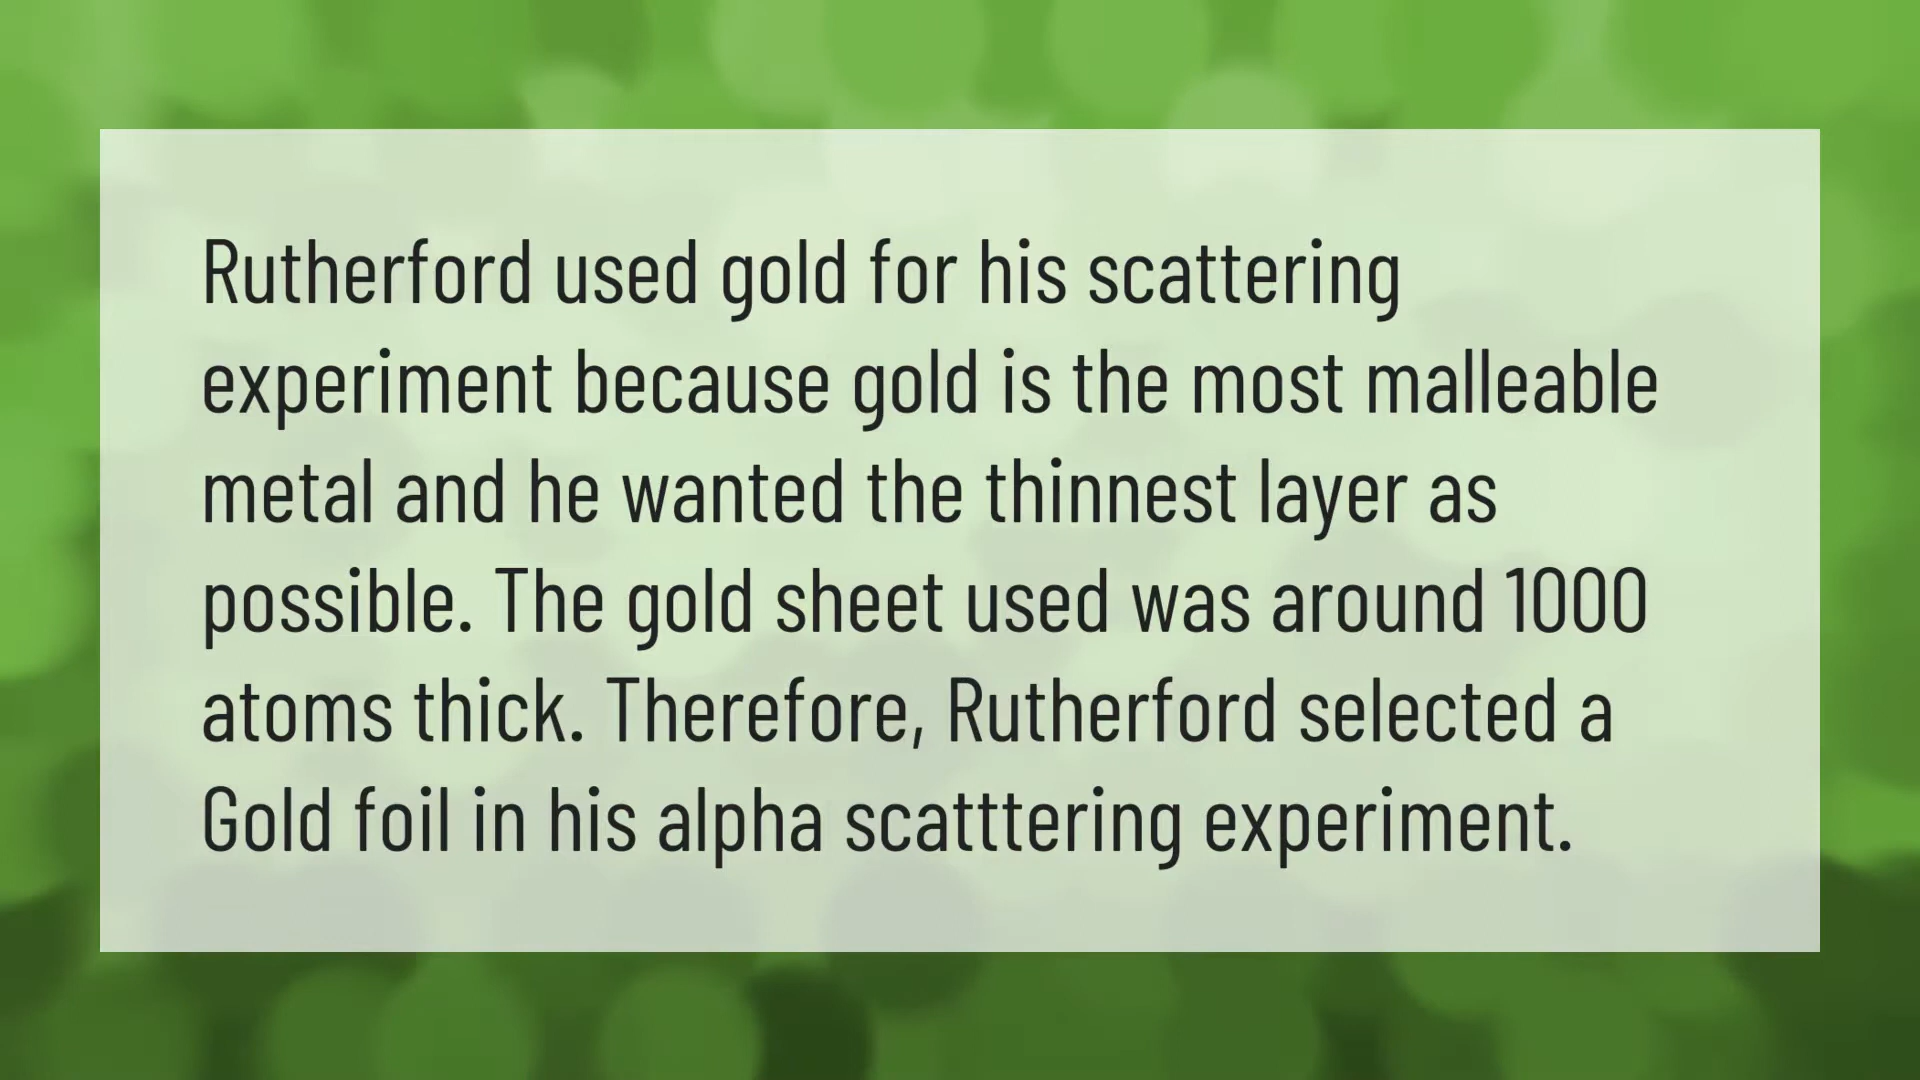 Rutherford used gold for his scattering
experiment because gold is the most malleable
metal and he wanted the thinnest layer as
possible. The gold sheet used was around 1000
atoms thick. Therefore, Rutherford selected a
Gold foil in his alpha scatttering experiment.